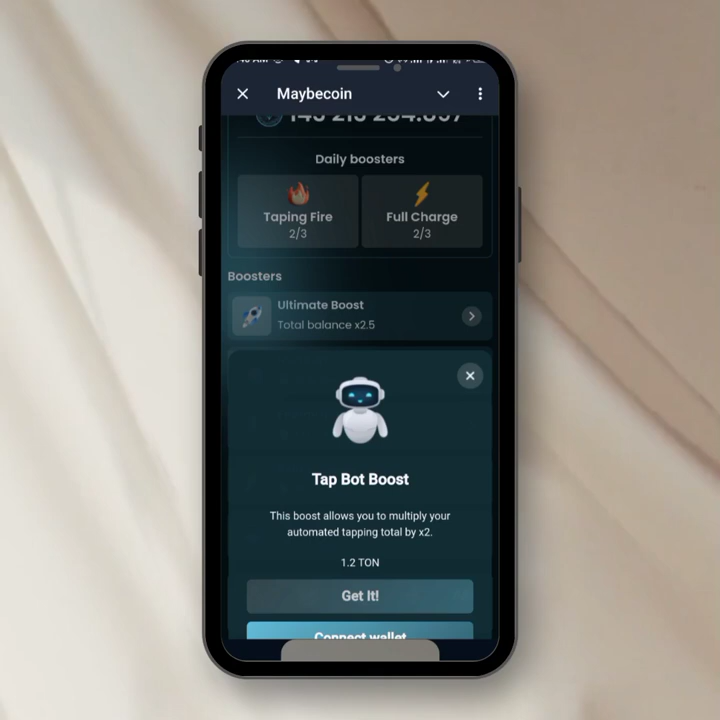 Maybecoin
Daily boosters
Taping Fire
2/3
Full Charge
2/3
Boosters
Ultimate Boost
Total balance x2.5
Tap Bot Boost
This boost allows you to multiply your
automated tapping total by x2.
1.2 TON
Get It!
Connect wallet